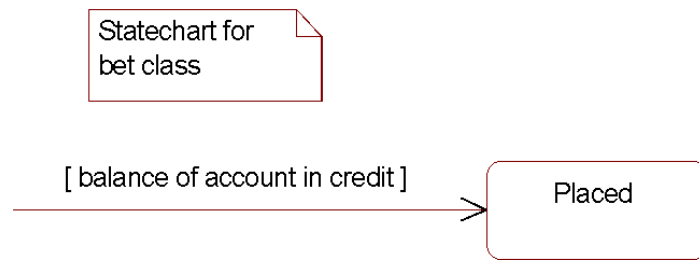 Statechart for
bet class
[ balance of account in credit ]
Placed